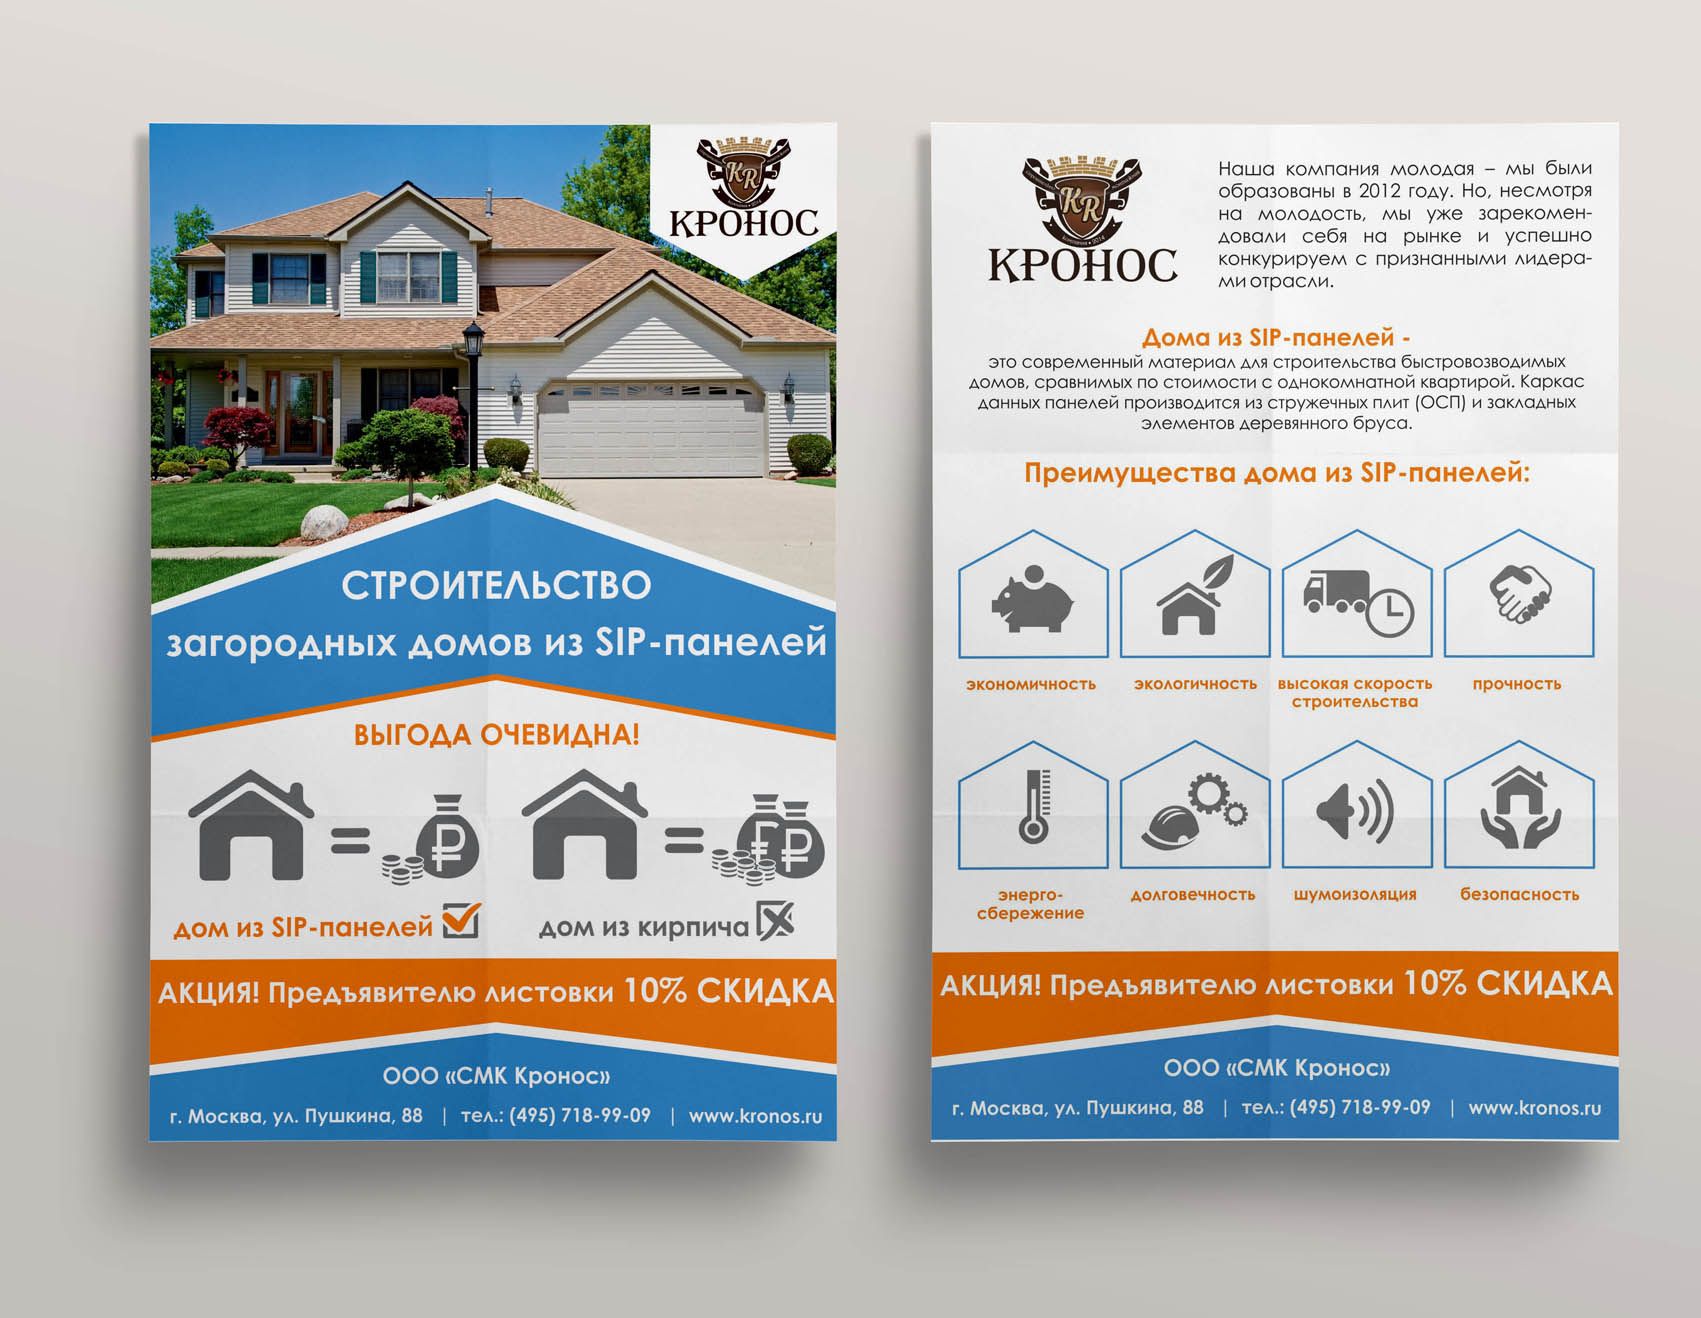 KR
КРОНОС
СТРОИТЕЛЬСТВО
загородных домов из SIP-панелей
ВЫГОДА ОЧЕВИДНА!
= ₽
= ₽
дом из SIP-панелей
дом из кирпича
АКЦИЯ! Предъявителю листовки 10% СКИДКА
ООО «СМК Кронос»
г. Москва, ул. Пушкина, 88 | тел.: (495) 718-99-09 | www.kronos.ru
KR
КРОНОС
Наша компания молодая – мы были
образованы в 2012 году. Но, несмотря
на молодость, мы уже зарекомен-
довали себя на рынке и успешно
конкурируем с признанными лидера-
ми отрасли.
Дома из SIP-панелей -
это современный материал для строительства быстровозводимых
домов, сравнимых по стоимости с однокомнатной квартирой. Каркас
данных панелей производится из стружечных плит (ОСП) и закладных
элементов деревянного бруса.
Преимущества дома из SIP-панелей:
экономичность
экологичность
высокая скорость
строительства
прочность
энерго-
сбережение
долговечность
шумоизоляция
безопасность
АКЦИЯ! Предъявителю листовки 10% СКИДКА
ООО «СМК Кронос»
г. Москва, ул. Пушкина, 88 | тел.: (495) 718-99-09 | www.kronos.ru